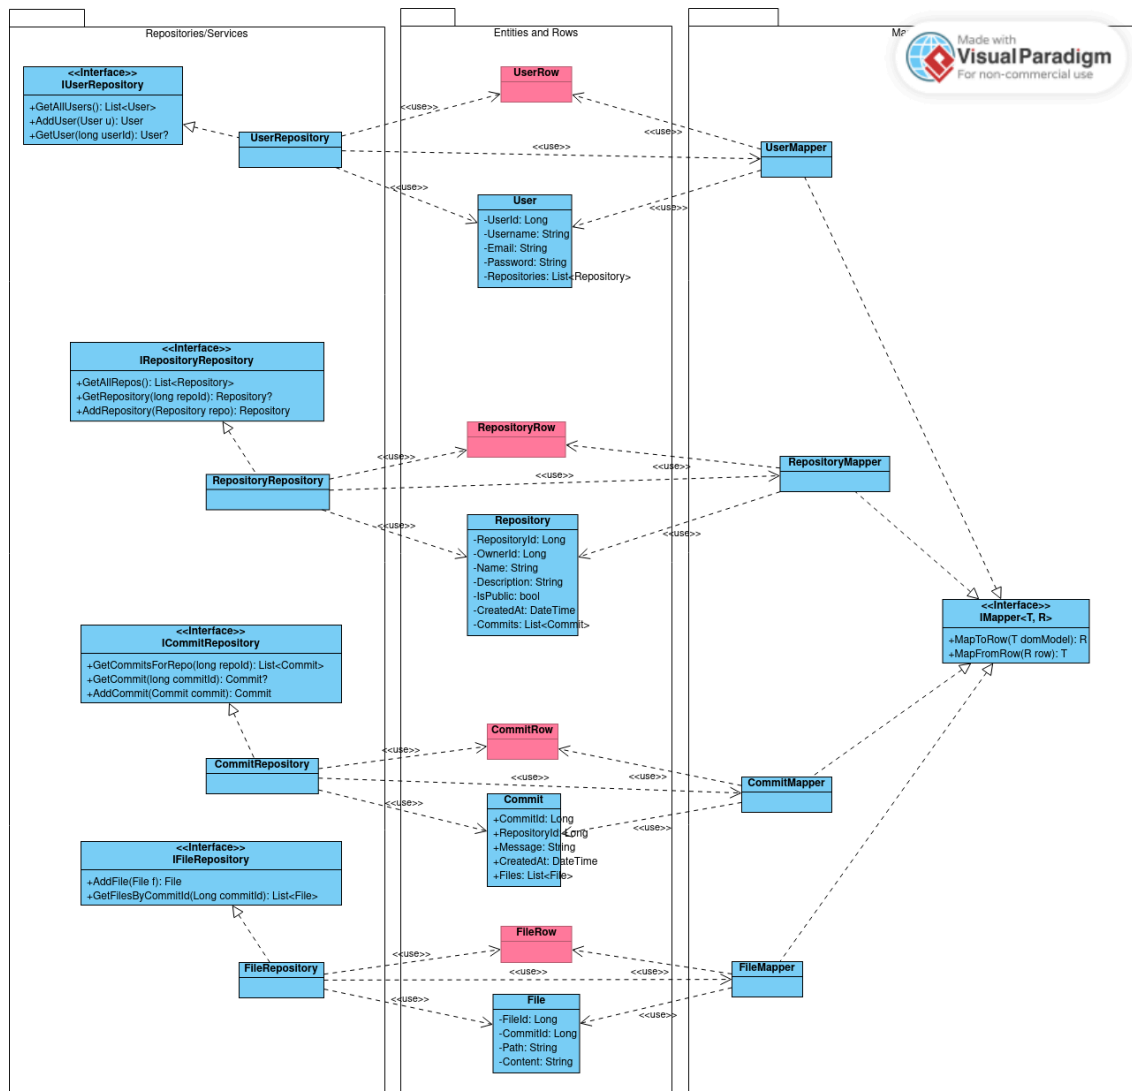 Repositories/Services
<<Interface>>
IUserRepository
+GetAllUsers(): List<User>
+AddUser(User u): User
+GetUser(long userId): User?
UserRepository
<<Interface>>
IRepositoryRepository
+GetAllRepos(): List<Repository>
+GetRepository(long repoId): Repository?
+AddRepository(Repository repo): Repository
RepositoryRepository
<<Interface>>
ICommitRepository
+GetCommitsForRepo(long repoId): List<Commit>
+GetCommit(long commitId): Commit?
+AddCommit(Commit commit): Commit
CommitRepository
<<Interface>>
IFileRepository
+AddFile(File f): File
+GetFilesByCommitId(Long commitId): List<File>
FileRepository
Entities and Rows
UserRow
<<use>>
<<use>>
<<use>>
<<use>>
<<use>>
User
-UserId: Long
-Username: String
-Email: String
-Password: String
-Repositories: List<Repository>
RepositoryRow
<<use>>
<<use>>
<<use>>
<<use>>
<<use>>
Repository
-RepositoryId: Long
-OwnerId: Long
-Name: String
-Description: String
-IsPublic: bool
-CreatedAt: DateTime
-Commits: List<Commit>
CommitRow
<<use>>
<<use>>
<<use>>
<<use>>
<<use>>
Commit
+CommitId: Long
+RepositoryId: Long
+Message: String
+CreatedAt: DateTime
+Files: List<File>
FileRow
<<use>>
<<use>>
<<use>>
<<use>>
<<use>>
File
-FileId: Long
-CommitId: Long
-Path: String
-Content: String
Made with
Visual Paradigm
For non-commercial use
UserMapper
RepositoryMapper
<<Interface>>
IMapper<T, R>
+MapToRow(T domModel): R
+MapFromRow(R row): T
CommitMapper
FileMapper